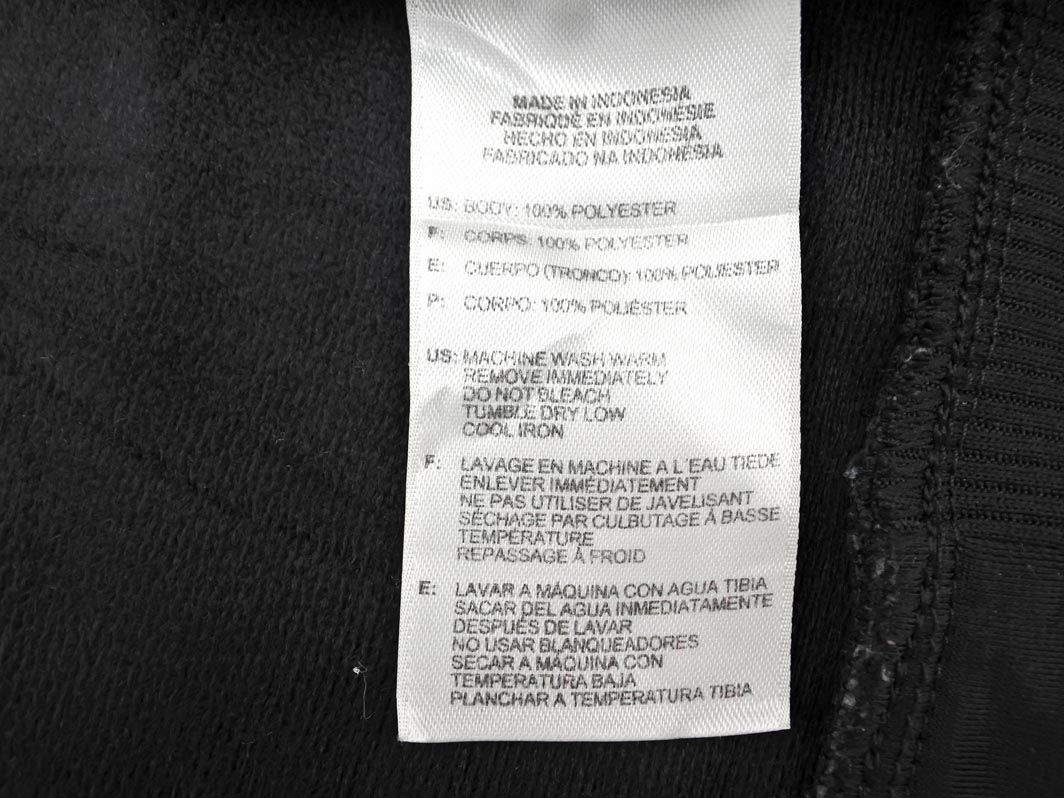 MADE IN INDONESIA
FABRIQUÉ EN INDONÉSIE
HECHO EN INDONESIA
FABRICADO NA INDONÉSIA
US: BODY: 100% POLYESTER
F: CORPS: 100% POLYESTER
E: CUERPO (TRONCO): 100% POLIESTER
P: CORPO: 100% POLIÉSTER
US: MACHINE WASH WARM
REMOVE IMMEDIATELY
DO NOT BLEACH
TUMBLE DRY LOW
COOL IRON
F: LAVAGE EN MACHINE A L'EAU TIEDE
ENLEVER IMMÉDIATEMENT
NE PAS UTILISER DE JAVELISANT
SÉCHAGE PAR CULBUTAGE À BASSE
TEMPÉRATURE
REPASSAGE À FROID
E: LAVAR A MÁQUINA CON AGUA TIBIA
SACAR DEL AGUA INMEDIATAMENTE
DESPUÉS DE LAVAR
NO USAR BLANQUEADORES
SECAR A MÁQUINA CON
TEMPERATURA BAJA
PLANCHAR A TEMPERATURA TIBIA